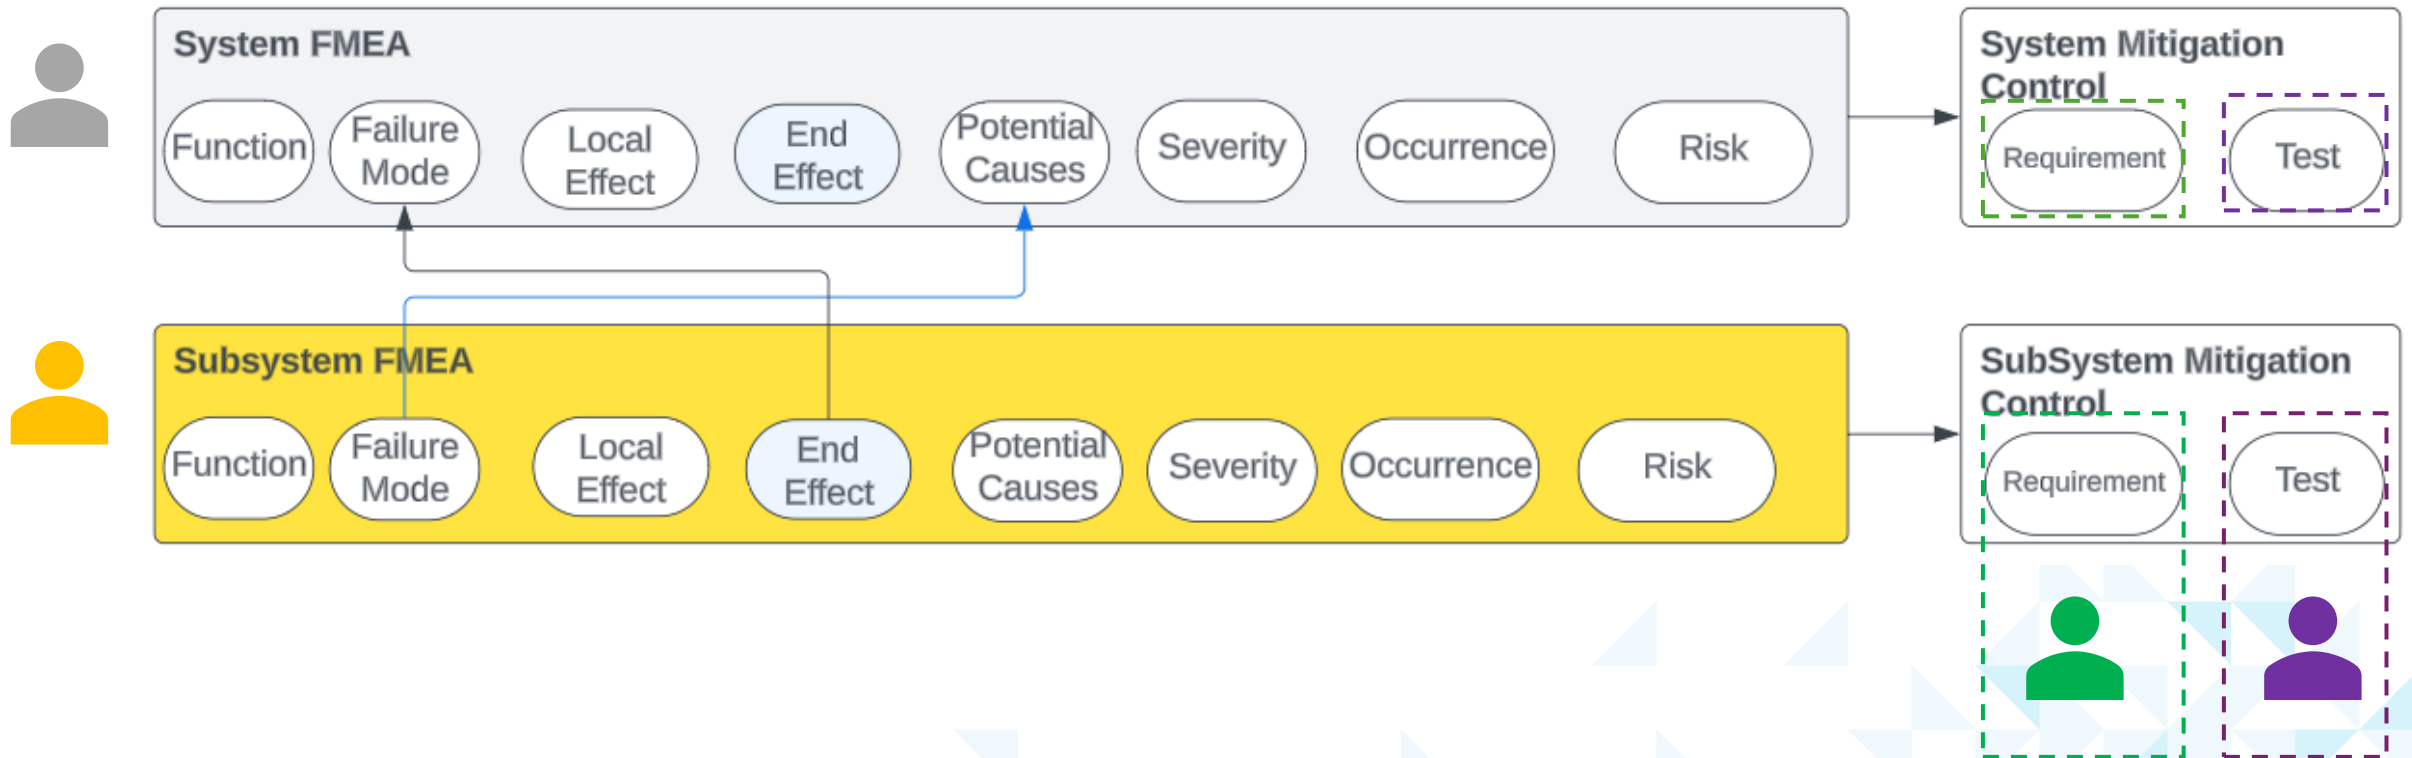 System FMEA
Function
Failure
Mode
Local
Effect
End
Effect
Potential
Causes
Severity
Occurrence
Risk
System Mitigation
Control
Requirement
Test
Subsystem FMEA
Function
Failure
Mode
Local
Effect
End
Effect
Potential
Causes
Severity
Occurrence
Risk
SubSystem Mitigation
Control
Requirement
Test